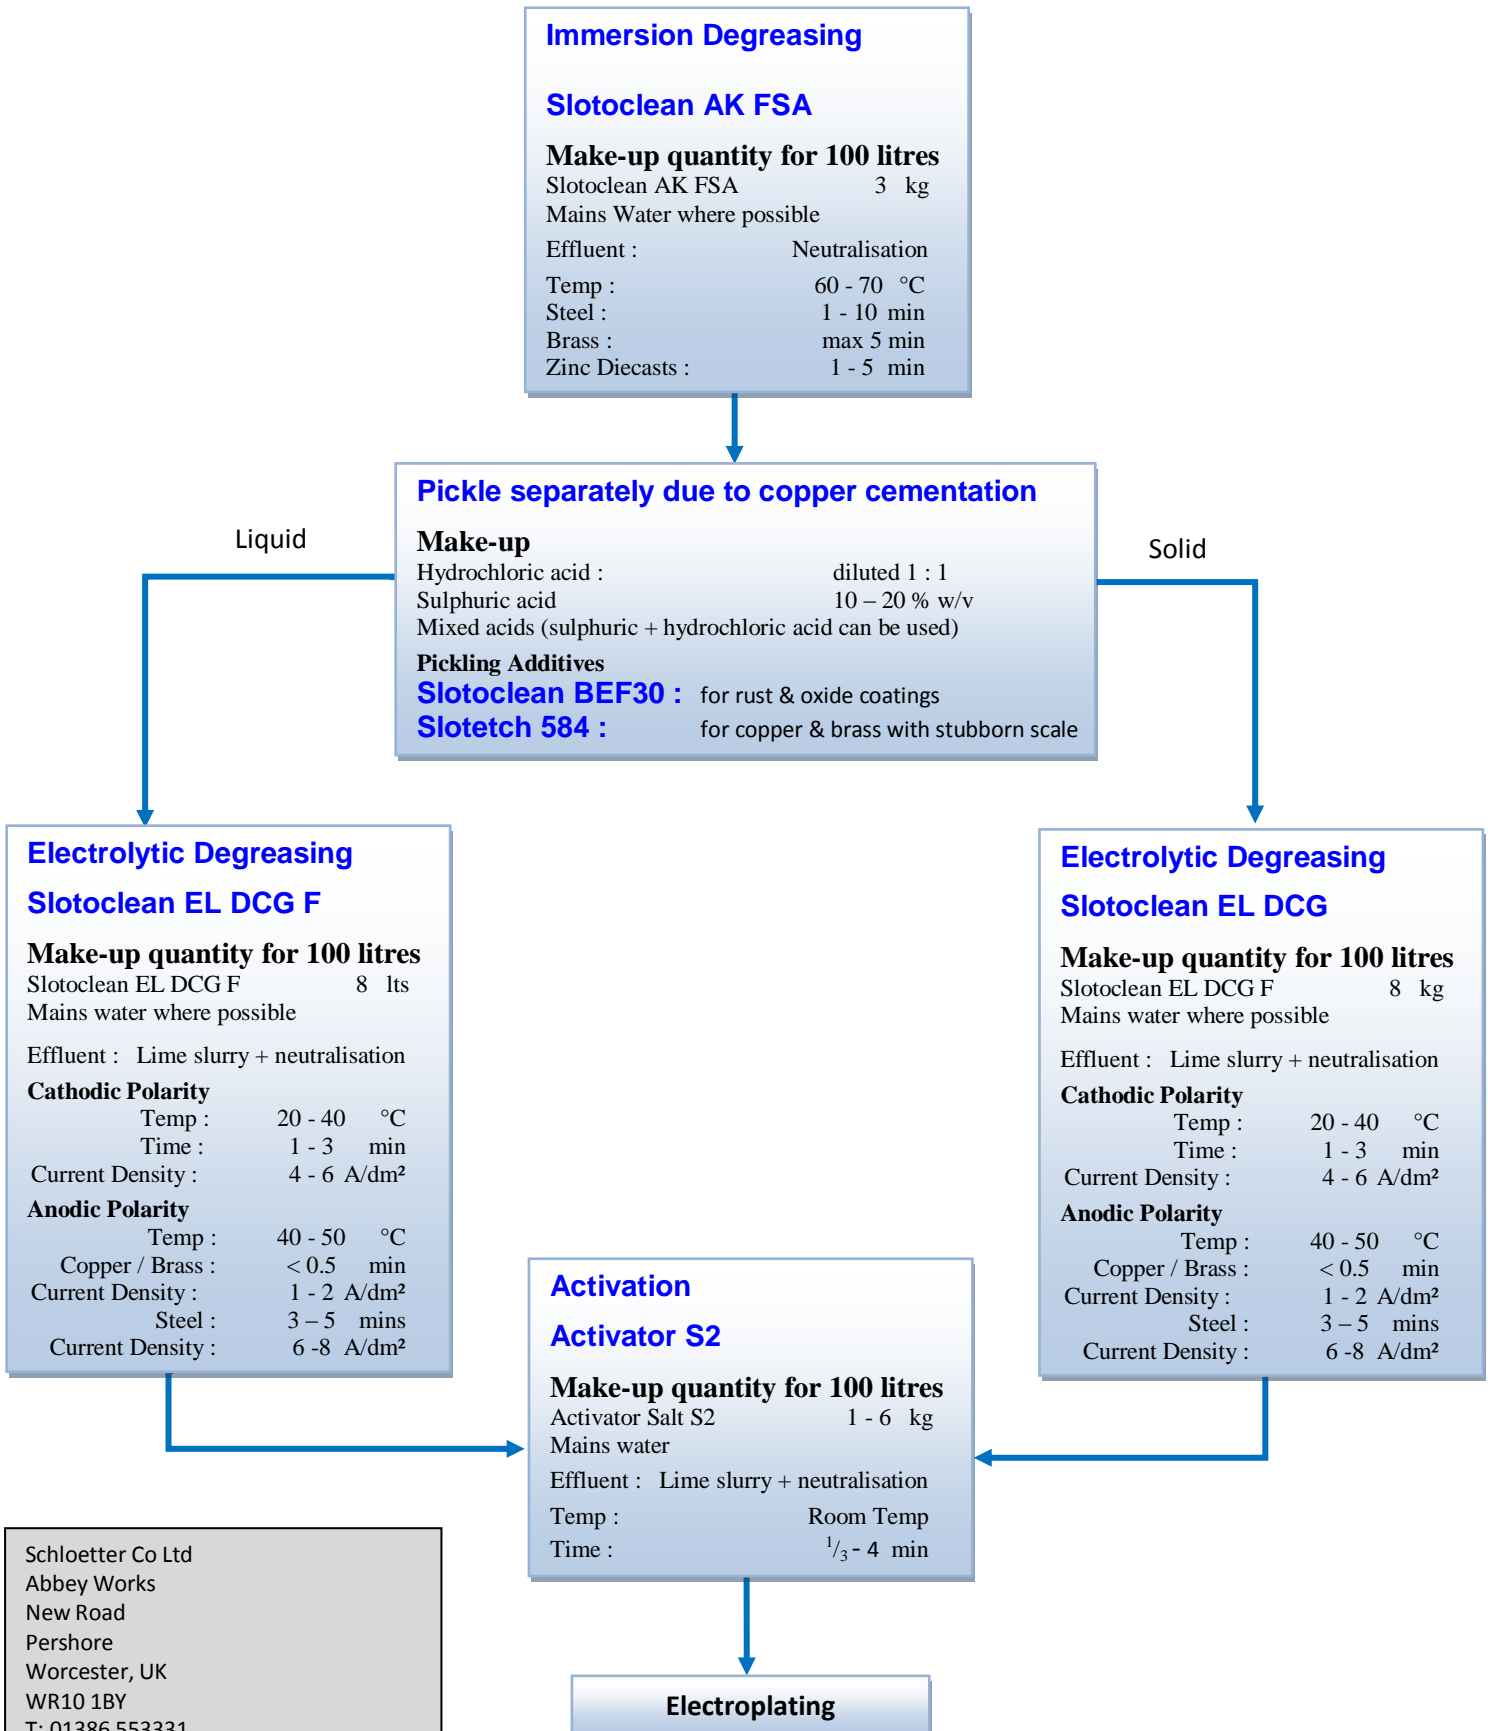 Immersion Degreasing
Slotoclean AK FSA
Make-up quantity for 100 litres
Slotoclean AK FSA 3 kg
Mains Water where possible
Effluent : Neutralisation
Temp : 60 - 70 °C
Steel : 1 - 10 min
Brass : max 5 min
Zinc Diecasts : 1 - 5 min
Pickle separately due to copper cementation
Make-up
Hydrochloric acid : diluted 1 : 1
Sulphuric acid 10 – 20 % w/v
Mixed acids (sulphuric + hydrochloric acid can be used)
Pickling Additives
Slotoclean BEF30 : for rust & oxide coatings
Slotetch 584 : for copper & brass with stubborn scale
Liquid
Solid
Electrolytic Degreasing
Slotoclean EL DCG F
Make-up quantity for 100 litres
Slotoclean EL DCG F 8 lts
Mains water where possible
Effluent : Lime slurry + neutralisation
Cathodic Polarity
Temp : 20 - 40 °C
Time : 1 - 3 min
Current Density : 4 - 6 A/dm²
Anodic Polarity
Temp : 40 - 50 °C
Copper / Brass : < 0.5 min
Current Density : 1 - 2 A/dm²
Steel : 3 – 5 mins
Current Density : 6 -8 A/dm²
Electrolytic Degreasing
Slotoclean EL DCG
Make-up quantity for 100 litres
Slotoclean EL DCG F 8 kg
Mains water where possible
Effluent : Lime slurry + neutralisation
Cathodic Polarity
Temp : 20 - 40 °C
Time : 1 - 3 min
Current Density : 4 - 6 A/dm²
Anodic Polarity
Temp : 40 - 50 °C
Copper / Brass : < 0.5 min
Current Density : 1 - 2 A/dm²
Steel : 3 – 5 mins
Current Density : 6 -8 A/dm²
Activation
Activator S2
Make-up quantity for 100 litres
Activator Salt S2 1 - 6 kg
Mains water
Effluent : Lime slurry + neutralisation
Temp : Room Temp
Time : 1/3 - 4 min
Electroplating
Schloetter Co Ltd
Abbey Works
New Road
Pershore
Worcester, UK
WR10 1BY
T: 01386 553331